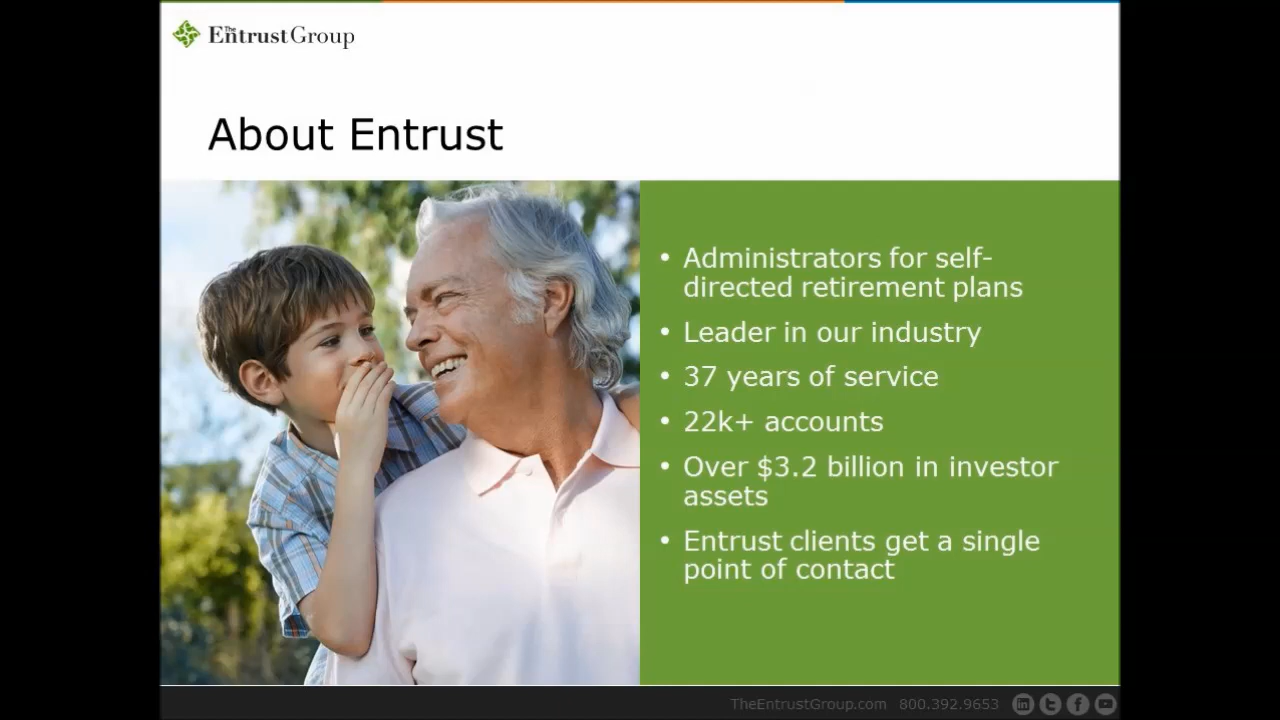 The EntrustGroup
About Entrust
• Administrators for self-
directed retirement plans
• Leader in our industry
• 37 years of service
• 22k+ accounts
• Over $3.2 billion in investor
assets
• Entrust clients get a single
point of contact
TheEntrustGroup.com 800.392.9653